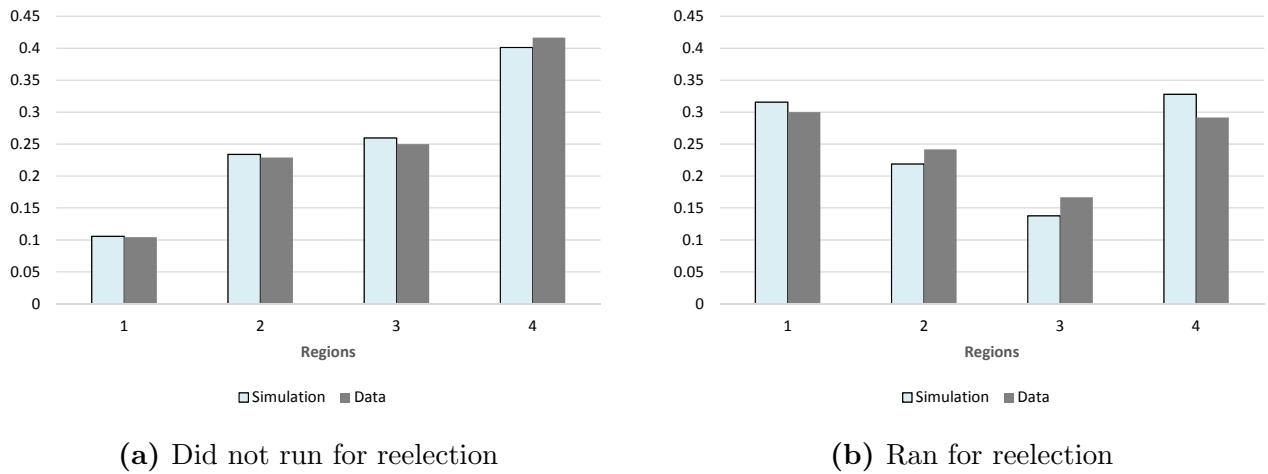 0.45
0.4
0.35
0.3
0.25
0.2
0.15
0.1
0.05
0
1 2 3 4
Regions
Simulation Data
(a) Did not run for reelection
0.45
0.4
0.35
0.3
0.25
0.2
0.15
0.1
0.05
0
1 2 3 4
Regions
Simulation Data
(b) Ran for reelection